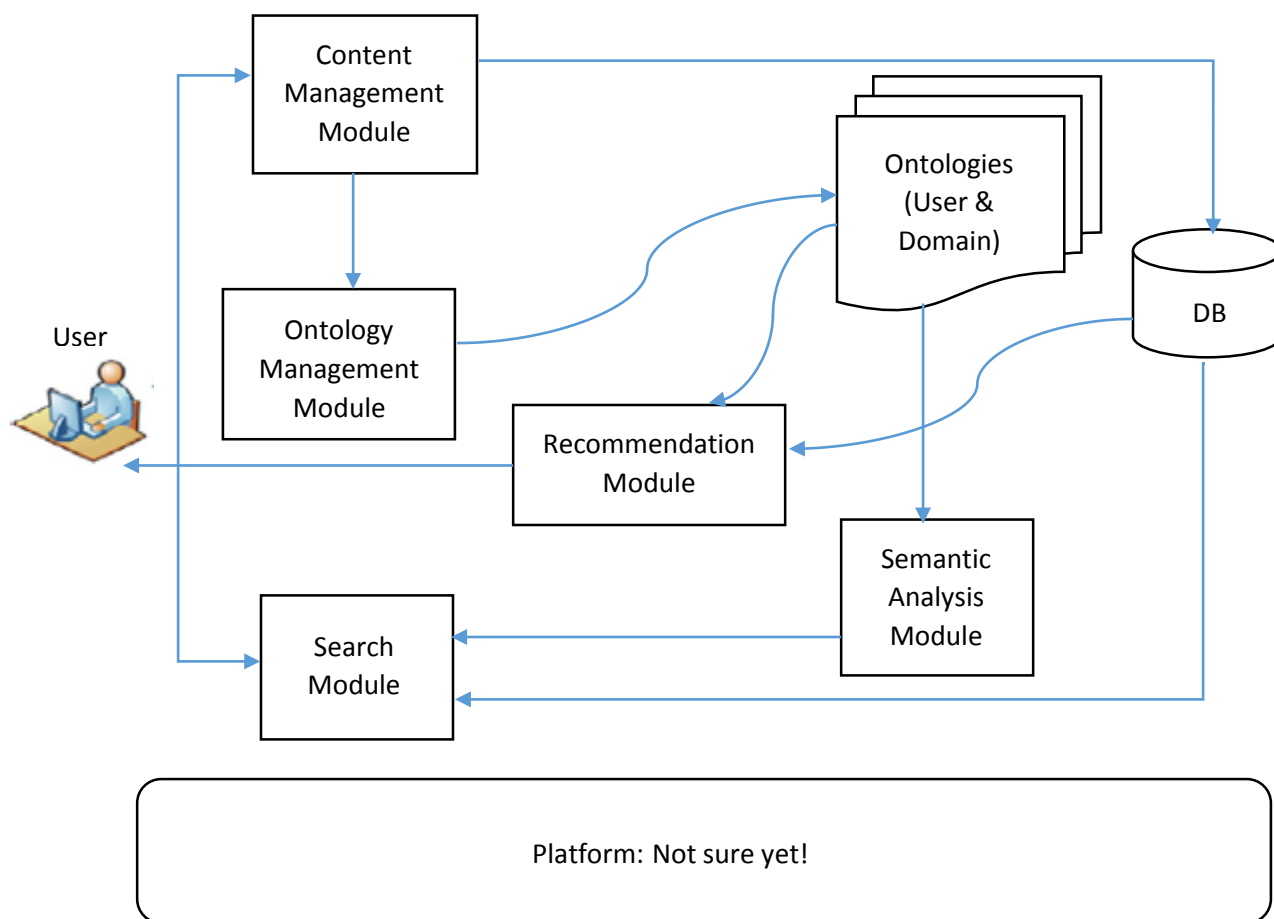 Content
Management
Module
Ontologies
(User &
Domain)
DB
User
Ontology
Management
Module
Recommendation
Module
Semantic
Analysis
Module
Search
Module
Platform: Not sure yet!